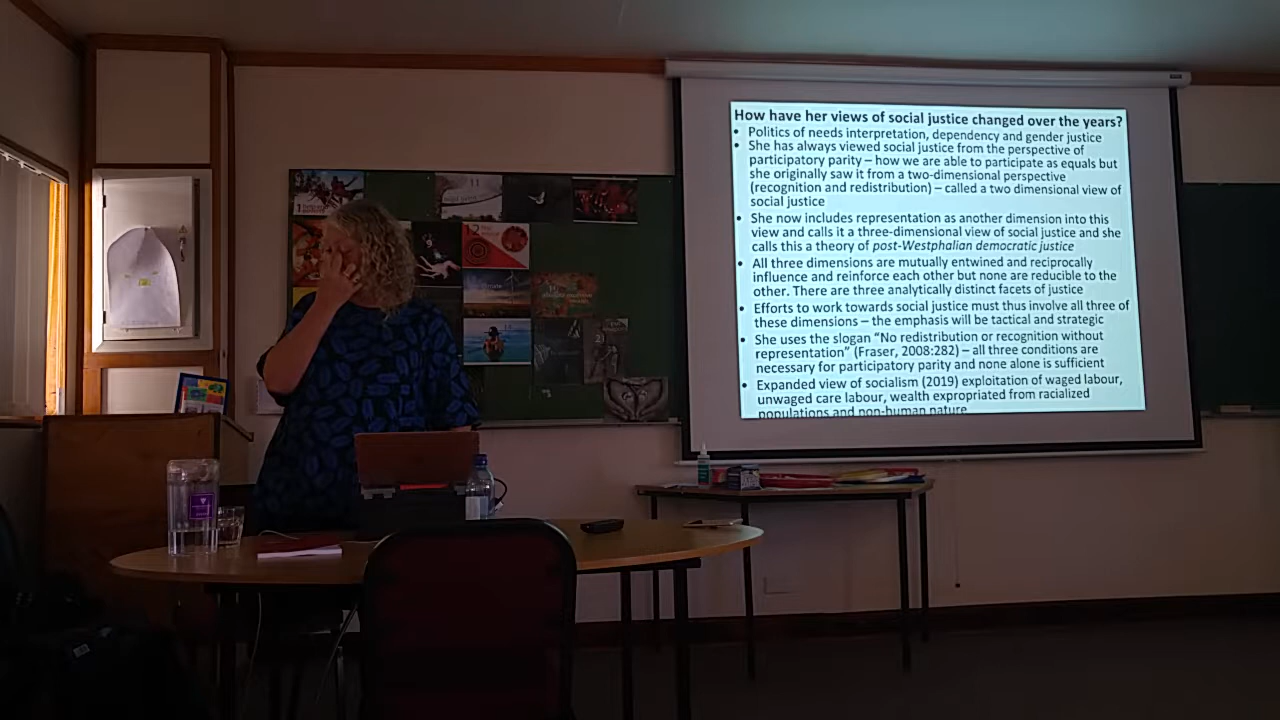 How have her views of social justice changed over the years?
• Politics of needs interpretation, dependency and gender justice
• She has always viewed social justice from the perspective of
participatory parity – how we are able to participate as equals but
she originally saw it from a two-dimensional perspective
(recognition and redistribution) – called a two dimensional view of
social justice
• She now includes representation as another dimension into this
view and calls it a three-dimensional view of social justice and she
calls this a theory of post-Westphalian democratic justice
• All three dimensions are mutually entwined and reciprocally
influence and reinforce each other but none are reducible to the
other. There are three analytically distinct facets of justice
• Efforts to work towards social justice must thus involve all three of
these dimensions – the emphasis will be tactical and strategic
• She uses the slogan “No redistribution or recognition without
representation” (Fraser, 2008:282) – all three conditions are
necessary for participatory parity and none alone is sufficient
• Expanded view of socialism (2019) exploitation of waged labour,
unwaged care labour, wealth expropriated from racialized
populations and non-human nature
1
11
12